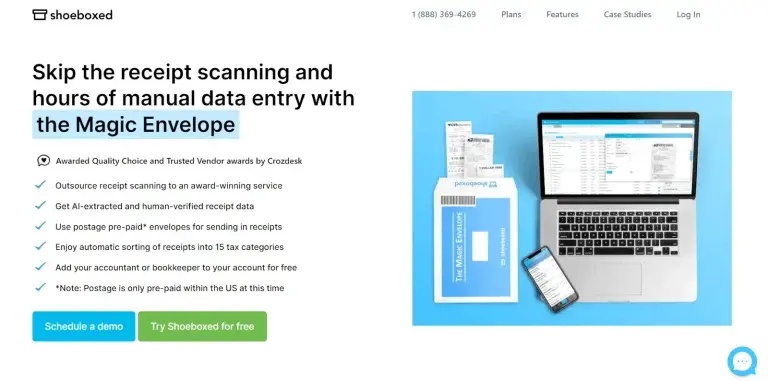 shoeboxed
1 (888) 369-4269 Plans Features Case Studies Log In
Skip the receipt scanning and
hours of manual data entry with
the Magic Envelope
Awarded Quality Choice and Trusted Vendor awards by Crozdesk
Outsource receipt scanning to an award-winning service
Get AI-extracted and human-verified receipt data
Use postage pre-paid* envelopes for sending in receipts
Enjoy automatic sorting of receipts into 15 tax categories
Add your accountant or bookkeeper to your account for free
*Note: Postage is only pre-paid within the US at this time
Schedule a demo
Try Shoeboxed for free
shoeboxed
THE MAGIC ENVELOPE
shoeboxed